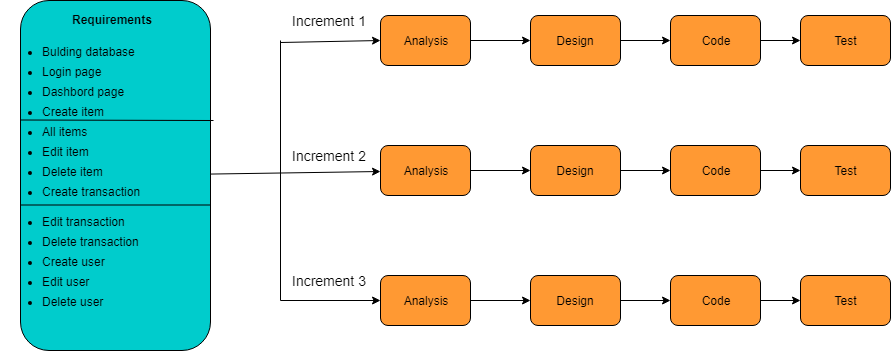 Requirements
Bulding database
Login page
Dashbord page
Create item
All items
Edit item
Delete item
Create transaction
Edit transaction
Delete transaction
Create user
Edit user
Delete user
Increment 1
Analysis
Design
Code
Test
Increment 2
Analysis
Design
Code
Test
Increment 3
Analysis
Design
Code
Test